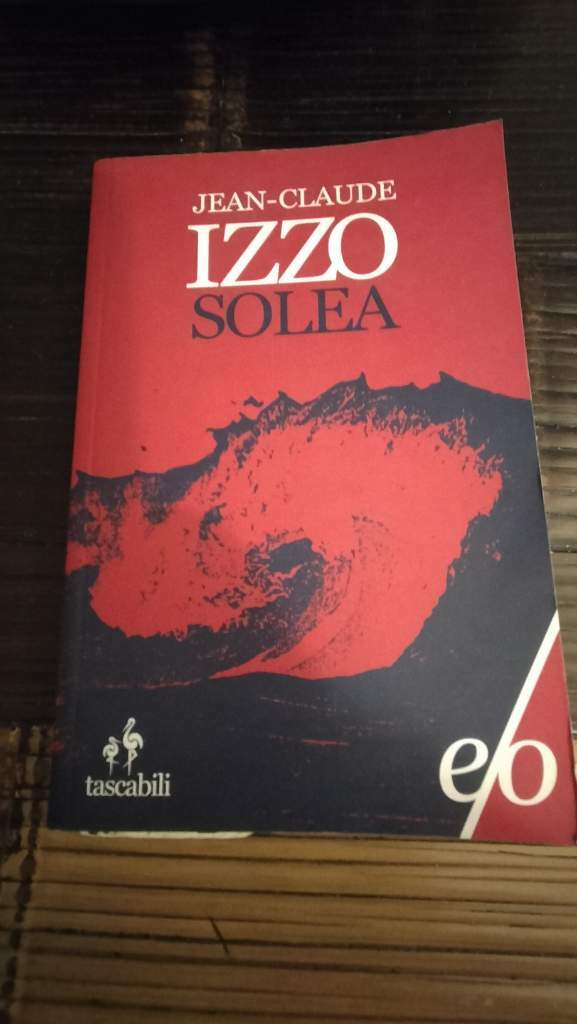 JEAN-CLAUDE
IZZO
SOLEA
tascabili
e/o